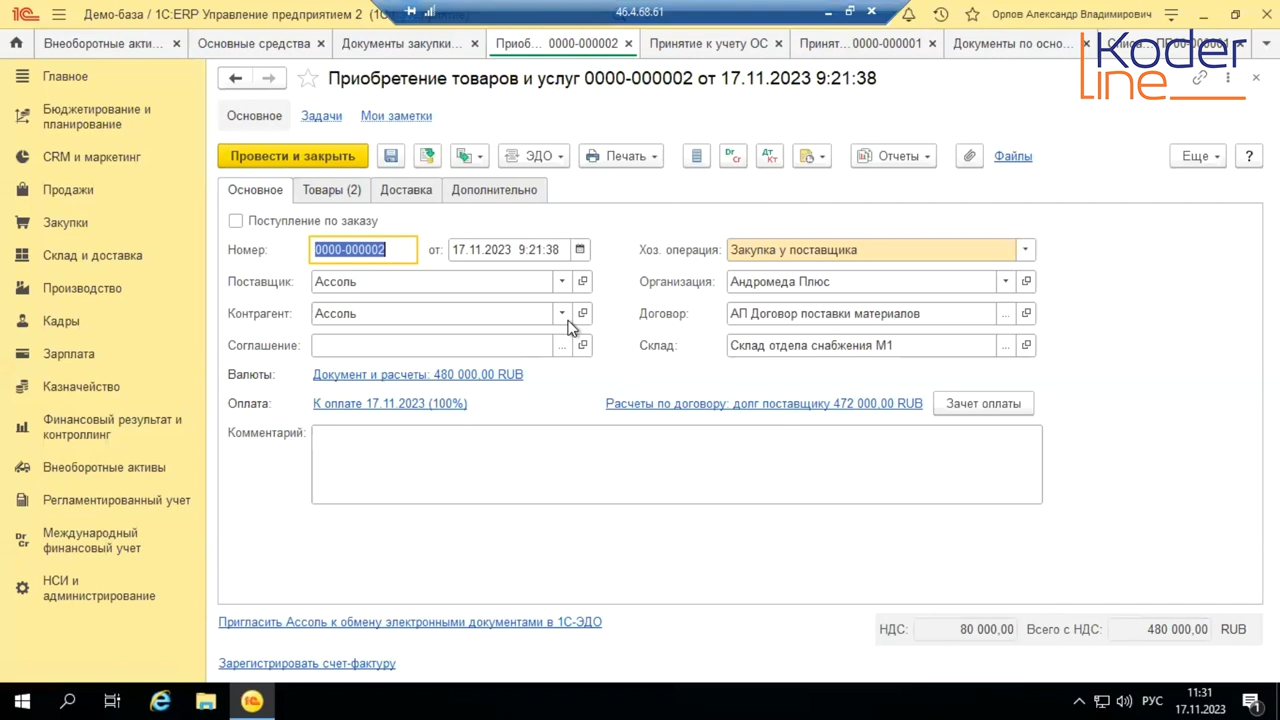 Демо-база / 1С:ERP Управление предприятием 2 (1С
46.4.68.61
Орлов Александр Владимирович
Внеоборотные акти...
Основные средства
Документы закупки...
Приоб... 0000-000002
Принятие к учету ОС
Принят... 0000-000001
Документы по осно...
Koder
line
Главное
Бюджетирование и
планирование
CRM и маркетинг
Продажи
Закупки
Склад и доставка
Производство
Кадры
Зарплата
Казначейство
Финансовый результат и
контроллинг
Внеоборотные активы
Регламентированный учет
Международный
финансовый учет
НСИ и
администрирование
Приобретение товаров и услуг 0000-000002 от 17.11.2023 9:21:38
Основное
Задачи
Мои заметки
Провести и закрыть
ЭДО
Печать
Dr
Cr
Дт
Кт
Отчеты
Файлы
Еще
?
Основное
Товары (2)
Доставка
Дополнительно
Поступление по заказу
Номер: 0000-000002 от: 17.11.2023 9:21:38 Хоз. операция: Закупка у поставщика
Поставщик: Ассоль Организация: Андромеда Плюс
Контрагент: Ассоль Договор: АП Договор поставки материалов
Соглашение: Склад: Склад отдела снабжения М1
Валюты: Документ и расчеты: 480 000,00 RUB
Оплата: К оплате 17.11.2023 (100%) Расчеты по договору: долг поставщику 472 000,00 RUB Зачет оплаты
Комментарий:
Пригласить Ассоль к обмену электронными документами в 1С-ЭДО
НДС: 80 000,00 Всего с НДС: 480 000,00 RUB
Зарегистрировать счет-фактуру
РУС
11:31
17.11.2023
1